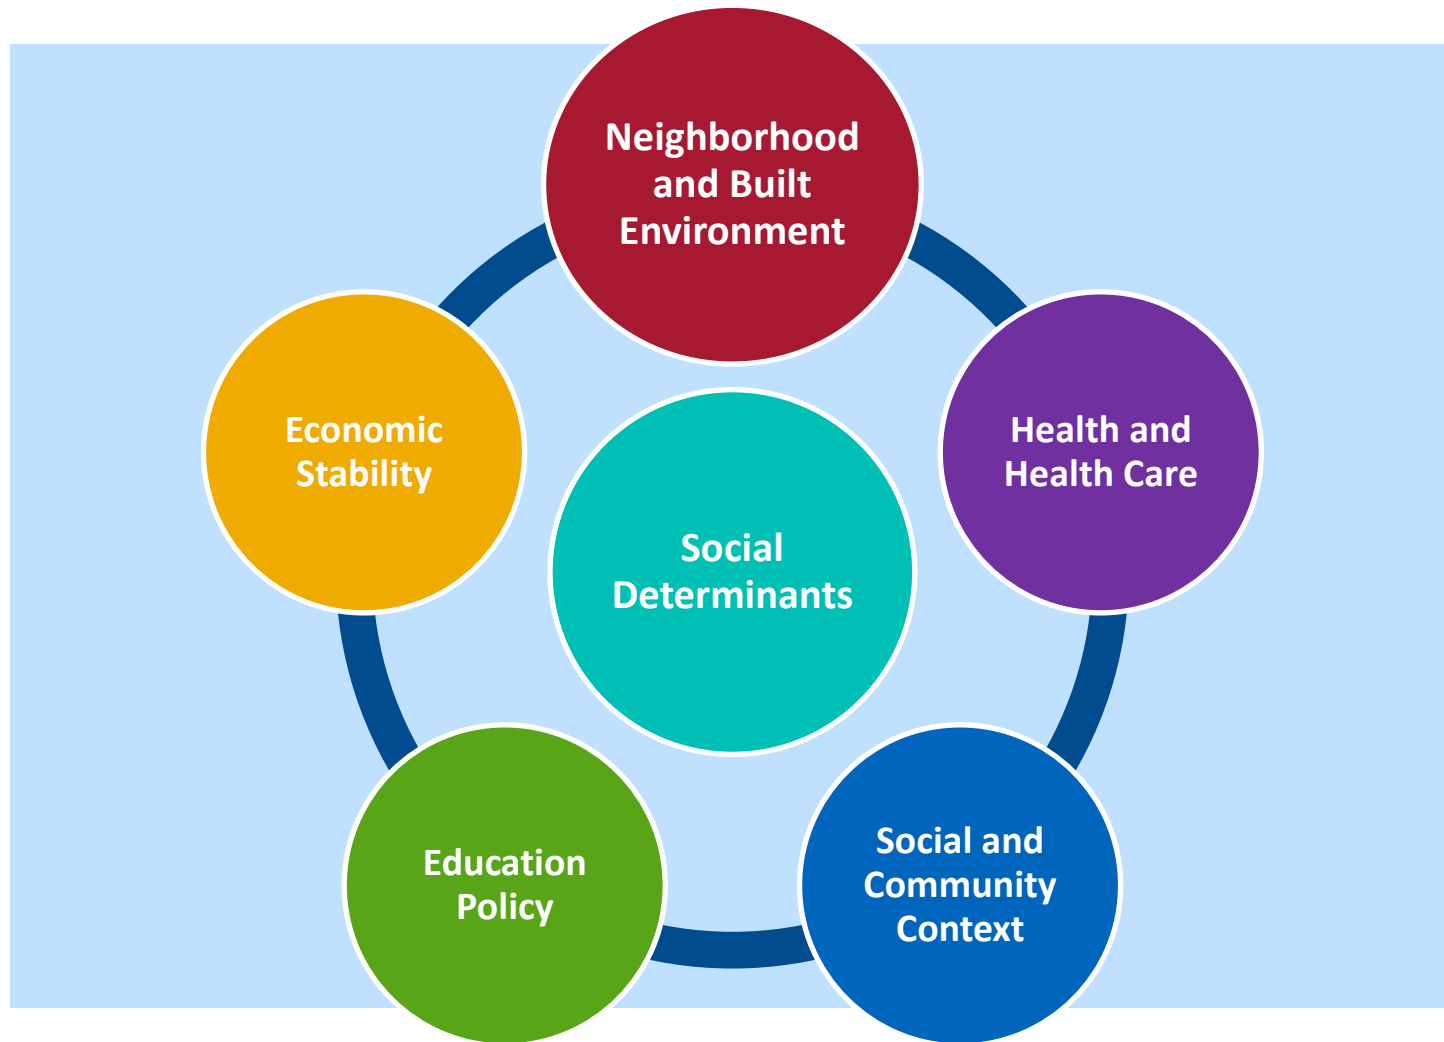 Neighborhood
and Built
Environment
Economic
Stability
Health and
Health Care
Social
Determinants
Education
Policy
Social and
Community
Context